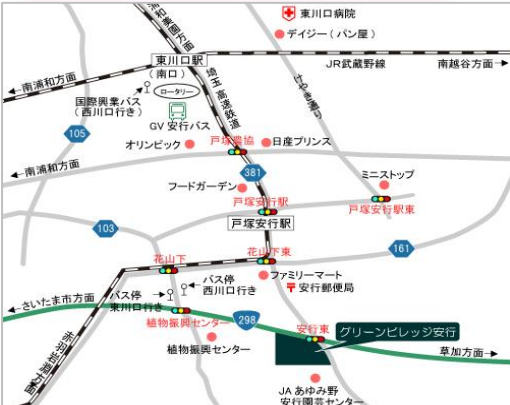 東川口病院
デイジー（パン屋）
浦和美園方面
東川口駅
（南口）
JR武蔵野線
南越谷方面→
←南浦和方面
ロータリー
国際興業バス
（西川口行き）
埼玉高速鉄道
けやき通り
GV 安行バス
105
オリンピック
戸塚農協
日産プリンス
←南浦和方面
381
ミニストップ
フードガーデン
戸塚安行駅
戸塚安行駅東
戸塚安行駅
103
161
花山下
花山下東
バス停
西川口行き
ファミリーマート
〒安行郵便局
←さいたま市方面
バス停
東川口行き
298
植物振興センター
安行東
グリーンビレッジ安行
植物振興センター
草加方面→
JA あゆみ野
安行園芸センター